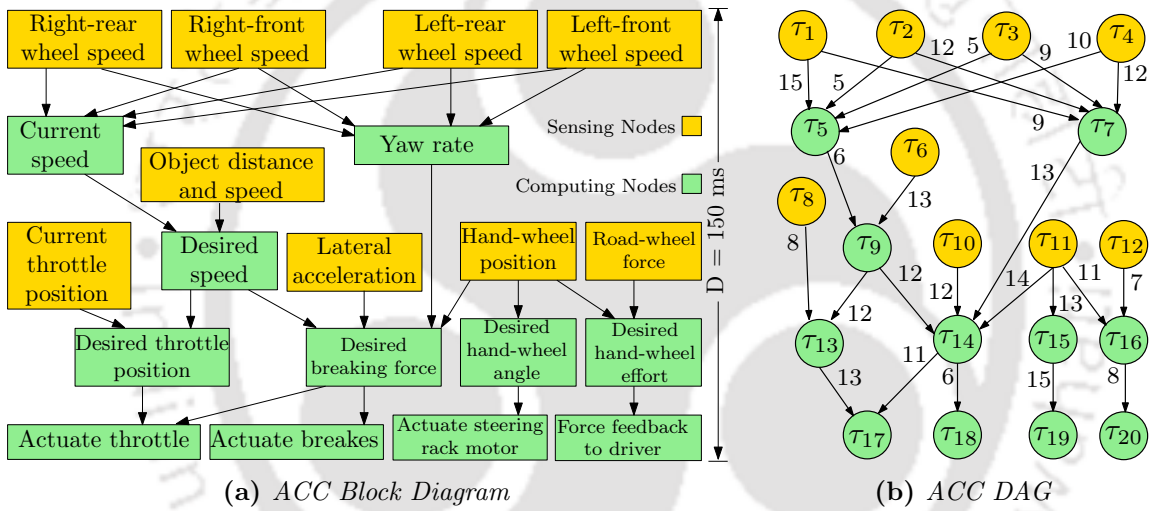 Right-rear
wheel speed
Right-front
wheel speed
Left-rear
wheel speed
Left-front
wheel speed
Current
speed
Yaw rate
Sensing Nodes
Object distance
and speed
Computing Nodes
Current
throttle
position
Desired
speed
Lateral
acceleration
Hand-wheel
position
Road-wheel
force
Desired throttle
position
Desired
breaking force
Desired
hand-wheel
angle
Desired
hand-wheel
effort
Actuate throttle
Actuate breakes
Actuate steering
rack motor
Force feedback
to driver
D = 150 ms
(a) ACC Block Diagram
τ1
τ2
τ3
τ4
15
5
12
5
9
10
12
9
τ5
τ7
6
τ6
13
13
τ8
8
τ9
τ10
τ11
τ12
12
12
14
13
11
7
12
τ13
τ14
τ15
τ16
13
11
6
15
8
τ17
τ18
τ19
τ20
(b) ACC DAG